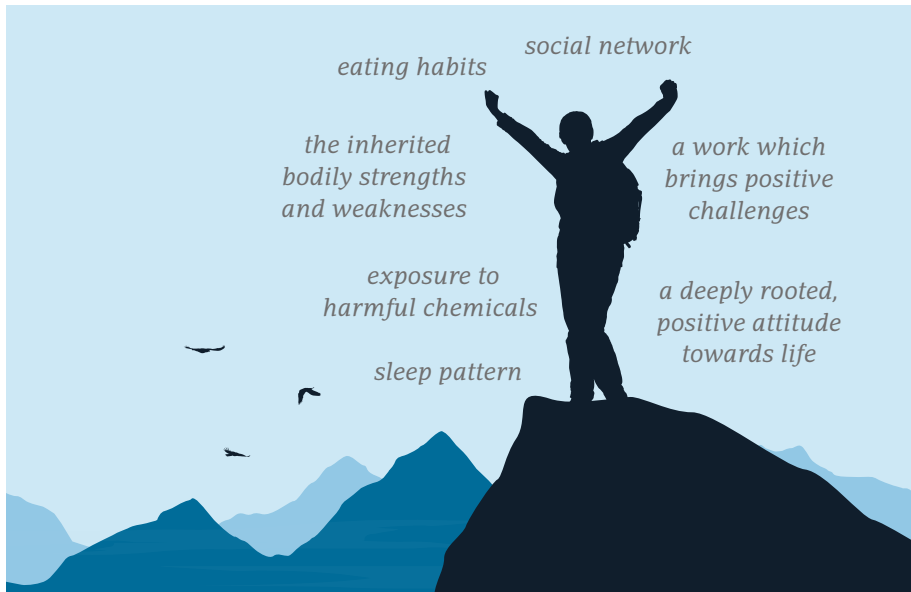 social network
eating habits
the inherited
bodily strengths
and weaknesses
a work which
brings positive
challenges
exposure to
harmful chemicals
a deeply rooted,
positive attitude
towards life
sleep pattern